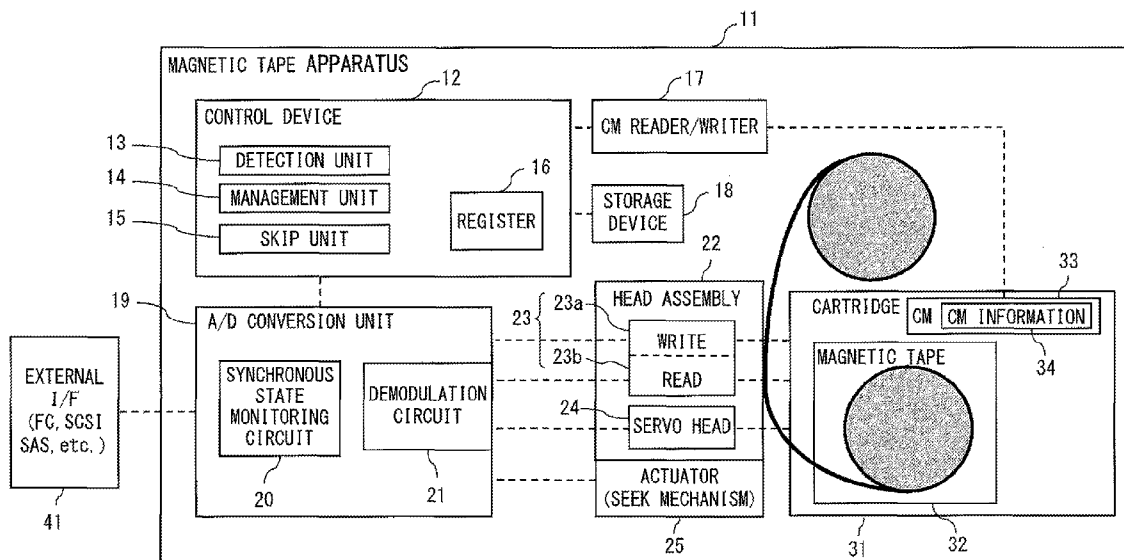 11
MAGNETIC TAPE APPARATUS
12
17
CONTROL DEVICE
CM READER/WRITER
13
DETECTION UNIT
16
14
MANAGEMENT UNIT
REGISTER
STORAGE
DEVICE
18
15
SKIP UNIT
22
33
19
A/D CONVERSION UNIT
HEAD ASSEMBLY
CARTRIDGE
CM
CM INFORMATION
23
23a
WRITE
34
23b
READ
MAGNETIC TAPE
EXTERNAL
I/F
(FC, SCSI
SAS, etc.)
SYNCHRONOUS
STATE
MONITORING
CIRCUIT
DEMODULATION
CIRCUIT
24
SERVO HEAD
20
21
ACTUATOR
(SEEK MECHANISM)
41
25
31
32